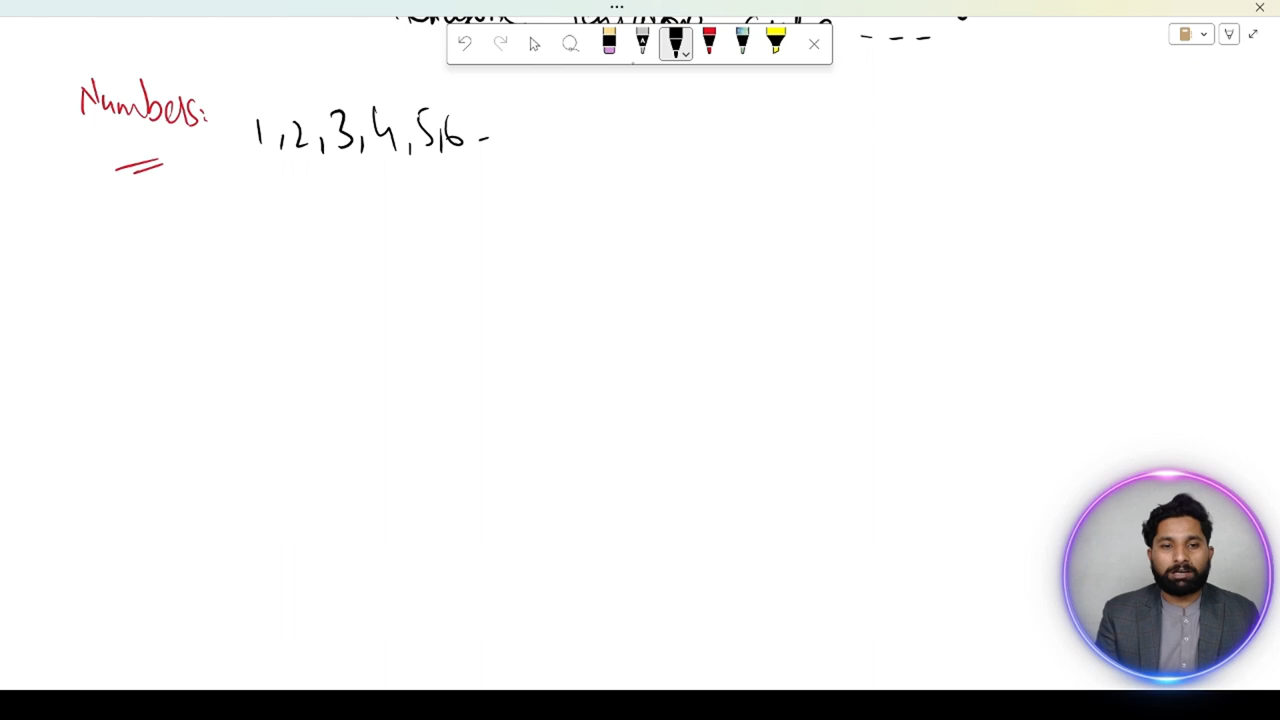 - - -
Numbers:
1, 2, 3, 4, 5, 6 -